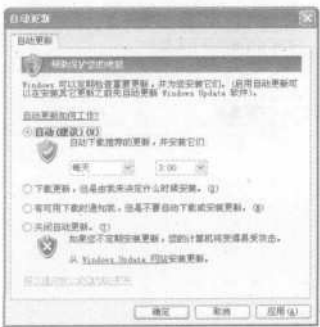 自动更新
自动更新
帮助保护您的电脑
Windows 可以定期检查重要更新，并为您安装它们。(启用自动更新可
以在安装其它更新之前先自动更新 Windows Update 软件)。
自动更新如何工作?
自动(建议)(U)
自动下载推荐的更新，并安装它们
每天 3:00
下载更新，但是由我来决定什么时候安装。(D)
有可用下载时通知我，但是不要自动下载或安装更新。(N)
关闭自动更新。(T)
如果您不定期安装更新，您的计算机将变得易受攻击。
从 Windows Update 网站安装更新。
确定 取消 应用(A)